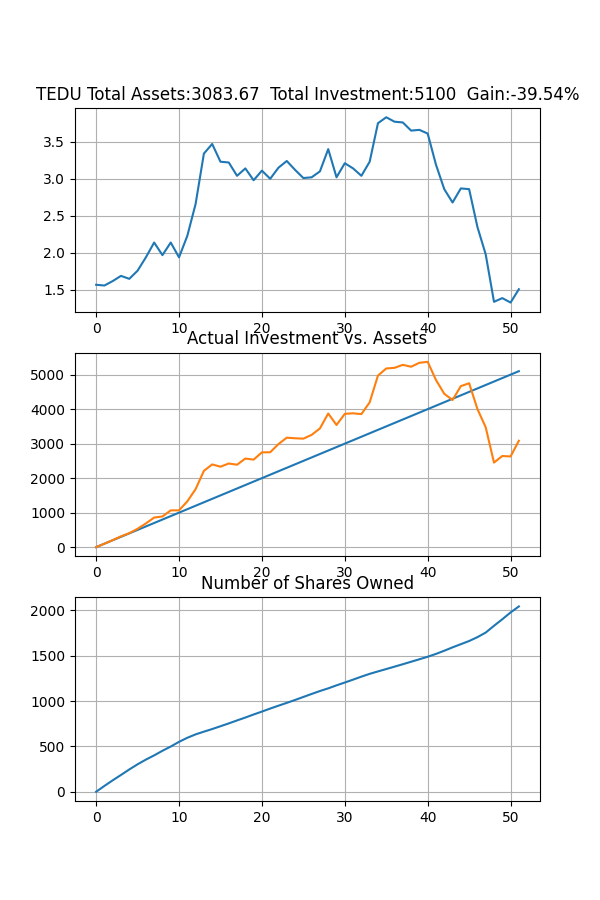 TEDU Total Assets:3083.67 Total Investment:5100 Gain:-39.54%
3.5
3.0
2.5
2.0
1.5
0 10 20 30 40 50
Actual Investment vs. Assets
5000
4000
3000
2000
1000
0
0 10 20 30 40 50
Number of Shares Owned
2000
1500
1000
500
0
0 10 20 30 40 50